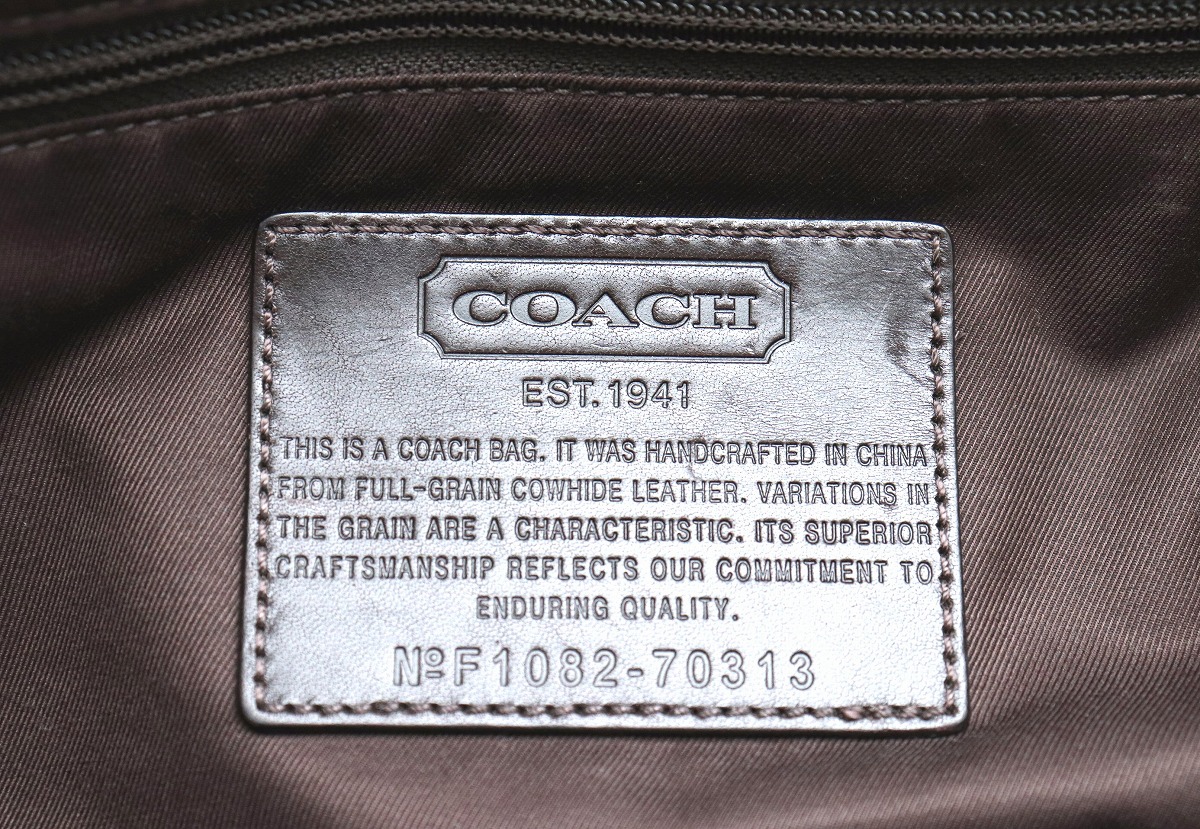 COACH
EST. 1941
THIS IS A COACH BAG. IT WAS HANDCRAFTED IN CHINA
FROM FULL-GRAIN COWHIDE LEATHER. VARIATIONS IN
THE GRAIN ARE A CHARACTERISTIC. ITS SUPERIOR
CRAFTSMANSHIP REFLECTS OUR COMMITMENT TO
ENDURING QUALITY.
NºF1082-70313